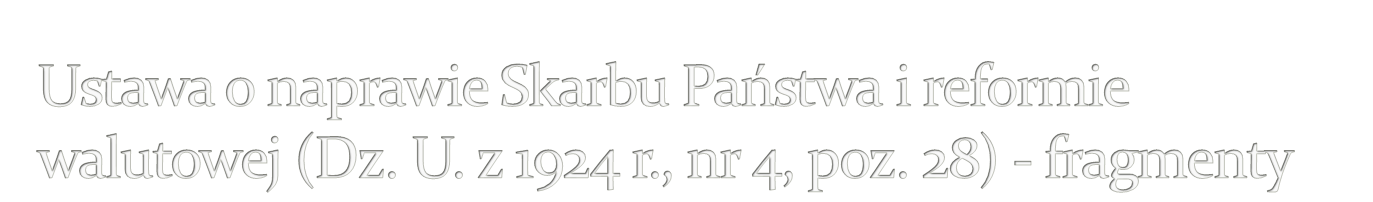 Ustawa o naprawie Skarbu Państwa i reformie
walutowej (Dz. U. z 1924 r., nr 4, poz. 28) - fragmenty